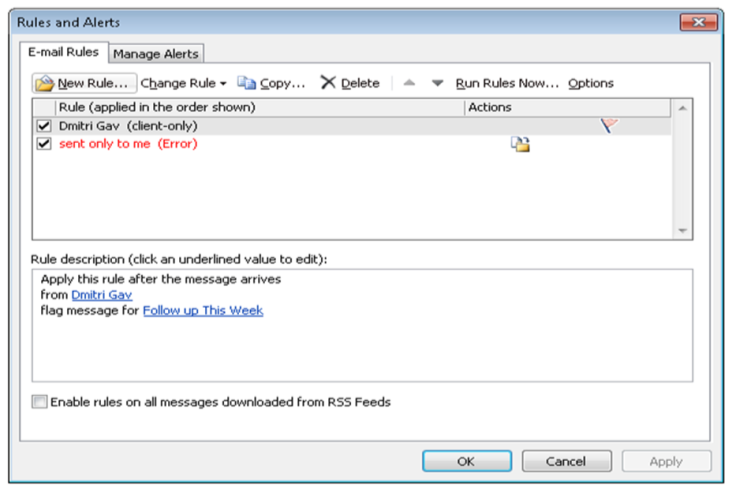 Rules and Alerts
E-mail Rules Manage Alerts
New Rule... Change Rule Copy... Delete Run Rules Now... Options
Rule (applied in the order shown) Actions
Dmitri Gav (client-only)
sent only to me (Error)
Rule description (click an underlined value to edit):
Apply this rule after the message arrives
from Dmitri Gav
flag message for Follow up This Week
Enable rules on all messages downloaded from RSS Feeds
OK Cancel Apply